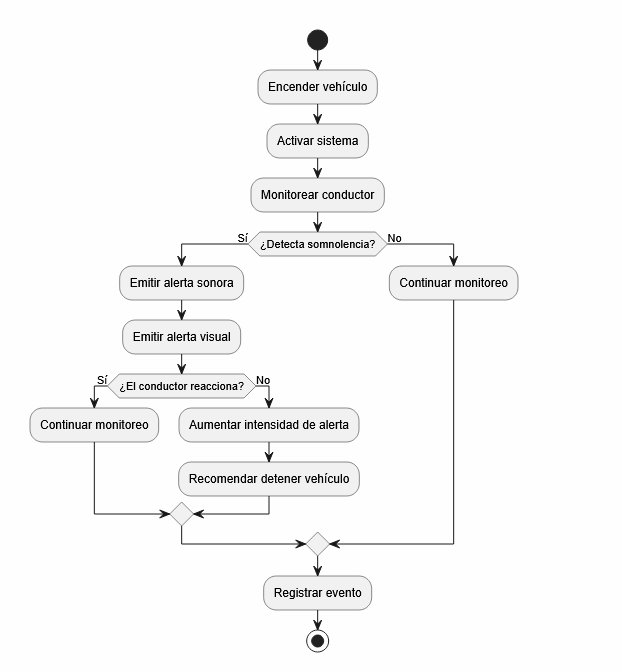 Encender vehículo
Activar sistema
Monitorear conductor
Sí
¿Detecta somnolencia?
No
Emitir alerta sonora
Continuar monitoreo
Emitir alerta visual
Sí
¿El conductor reacciona?
No
Continuar monitoreo
Aumentar intensidad de alerta
Recomendar detener vehículo
Registrar evento